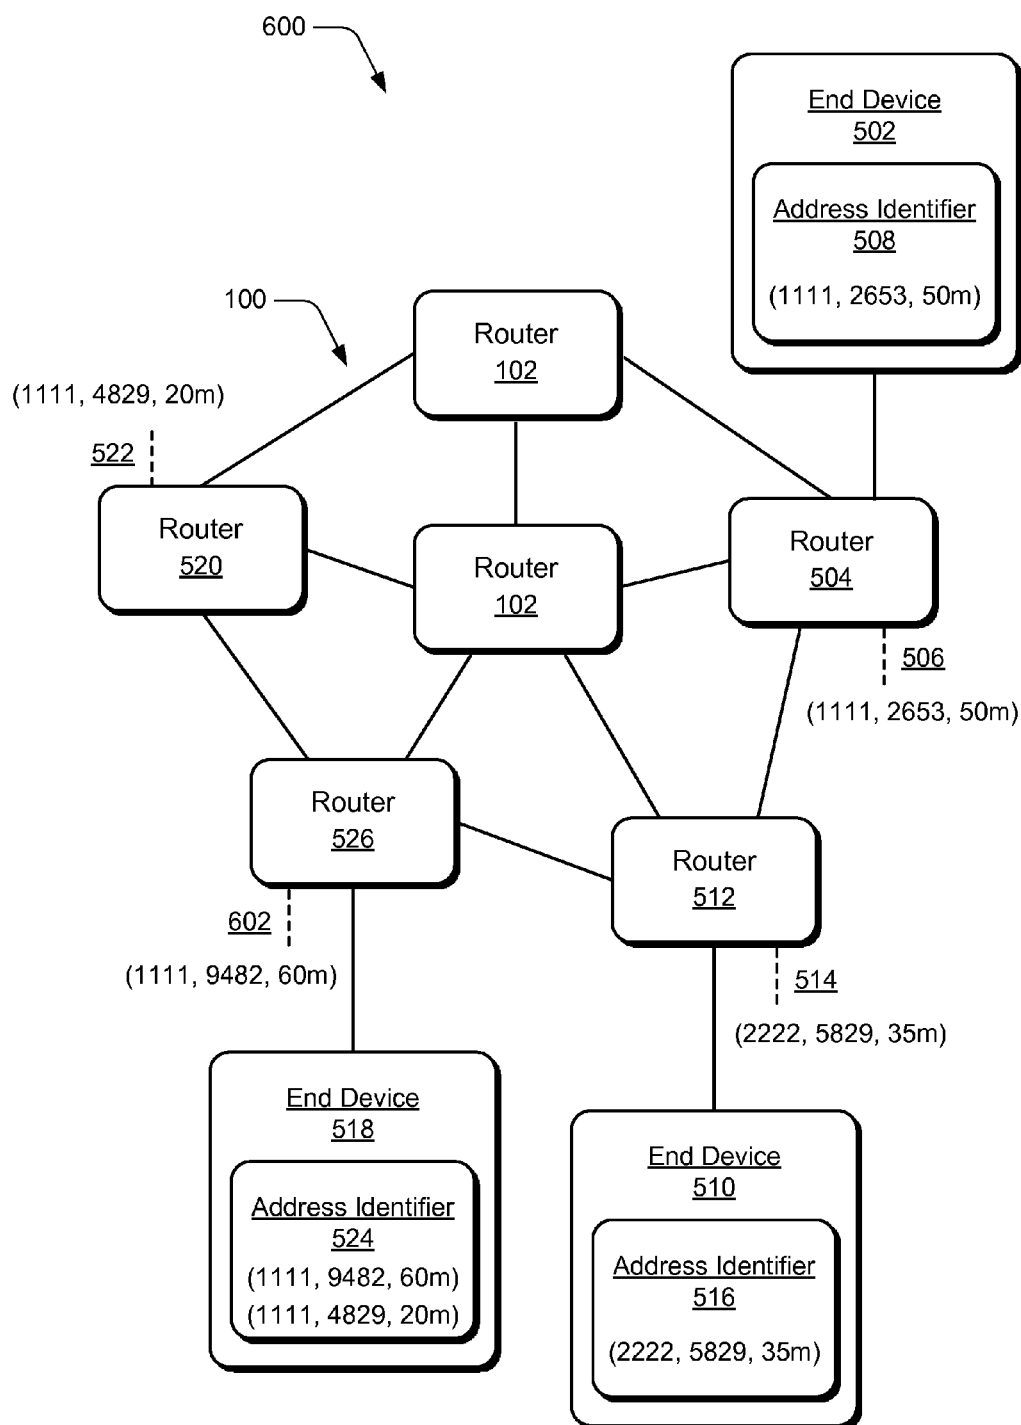 600
End Device
502
Address Identifier
508
(1111, 2653, 50m)
100
Router
102
(1111, 4829, 20m)
522
Router
520
Router
102
Router
504
506
(1111, 2653, 50m)
Router
526
Router
512
602
(1111, 9482, 60m)
514
(2222, 5829, 35m)
End Device
518
Address Identifier
524
(1111, 9482, 60m)
(1111, 4829, 20m)
End Device
510
Address Identifier
516
(2222, 5829, 35m)